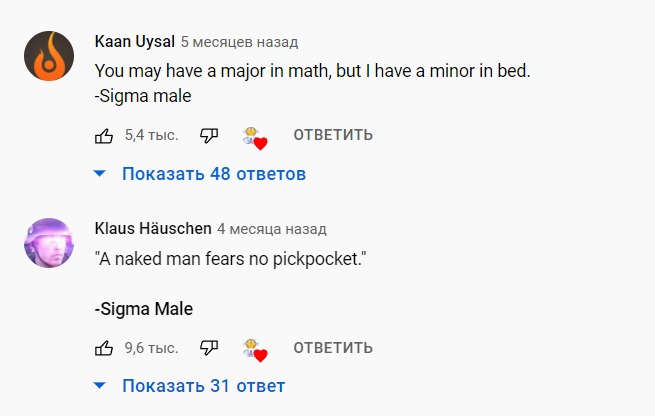 Kaan Uysal 5 месяцев назад
You may have a major in math, but I have a minor in bed.
-Sigma male
5,4 тыс. ОТВЕТИТЬ
Показать 48 ответов
Klaus Häuschen 4 месяца назад
"A naked man fears no pickpocket."
-Sigma Male
9,6 тыс. ОТВЕТИТЬ
Показать 31 ответ